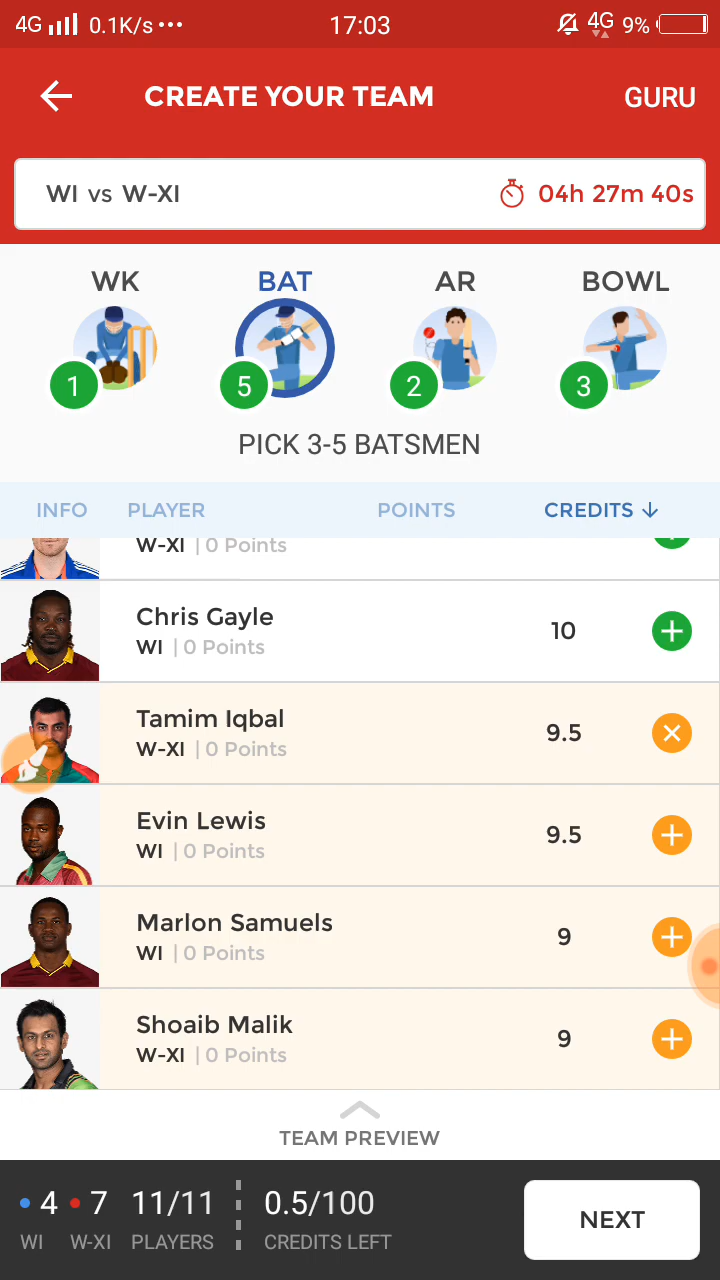 4G 0.1K/s ••• 17:03 4G 9%
CREATE YOUR TEAM GURU
WI vs W-XI 04h 27m 40s
WK BAT AR BOWL
1 5 2 3
PICK 3-5 BATSMEN
INFO PLAYER POINTS CREDITS
W-XI | 0 Points
Chris Gayle
WI | 0 Points
10
Tamim Iqbal
W-XI | 0 Points
9.5
Evin Lewis
WI | 0 Points
9.5
Marlon Samuels
WI | 0 Points
9
Shoaib Malik
W-XI | 0 Points
9
TEAM PREVIEW
4 7 11/11 0.5/100
WI W-XI PLAYERS CREDITS LEFT
NEXT